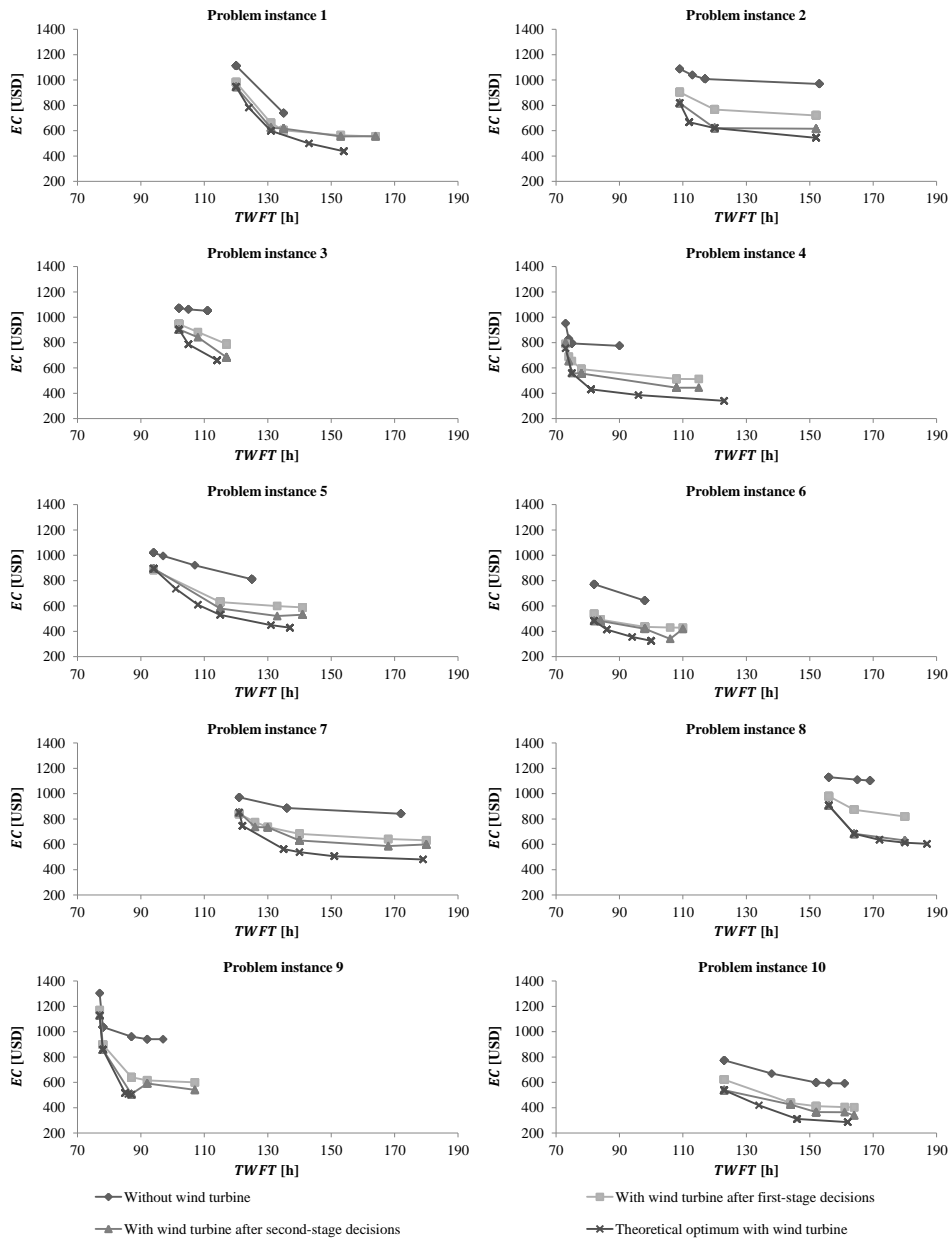 Problem instance 1
1400
1200
1000
800
600
400
200
EC [USD]
70 90 110 130 150 170 190
TWFT [h]
Problem instance 2
1400
1200
1000
800
600
400
200
EC [USD]
70 90 110 130 150 170 190
TWFT [h]
Problem instance 3
1400
1200
1000
800
600
400
200
EC [USD]
70 90 110 130 150 170 190
TWFT [h]
Problem instance 4
1400
1200
1000
800
600
400
200
EC [USD]
70 90 110 130 150 170 190
TWFT [h]
Problem instance 5
1400
1200
1000
800
600
400
200
EC [USD]
70 90 110 130 150 170 190
TWFT [h]
Problem instance 6
1400
1200
1000
800
600
400
200
EC [USD]
70 90 110 130 150 170 190
TWFT [h]
Problem instance 7
1400
1200
1000
800
600
400
200
EC [USD]
70 90 110 130 150 170 190
TWFT [h]
Problem instance 8
1400
1200
1000
800
600
400
200
EC [USD]
70 90 110 130 150 170 190
TWFT [h]
Problem instance 9
1400
1200
1000
800
600
400
200
EC [USD]
70 90 110 130 150 170 190
TWFT [h]
Problem instance 10
1400
1200
1000
800
600
400
200
EC [USD]
70 90 110 130 150 170 190
TWFT [h]
Without wind turbine
With wind turbine after first-stage decisions
With wind turbine after second-stage decisions
Theoretical optimum with wind turbine